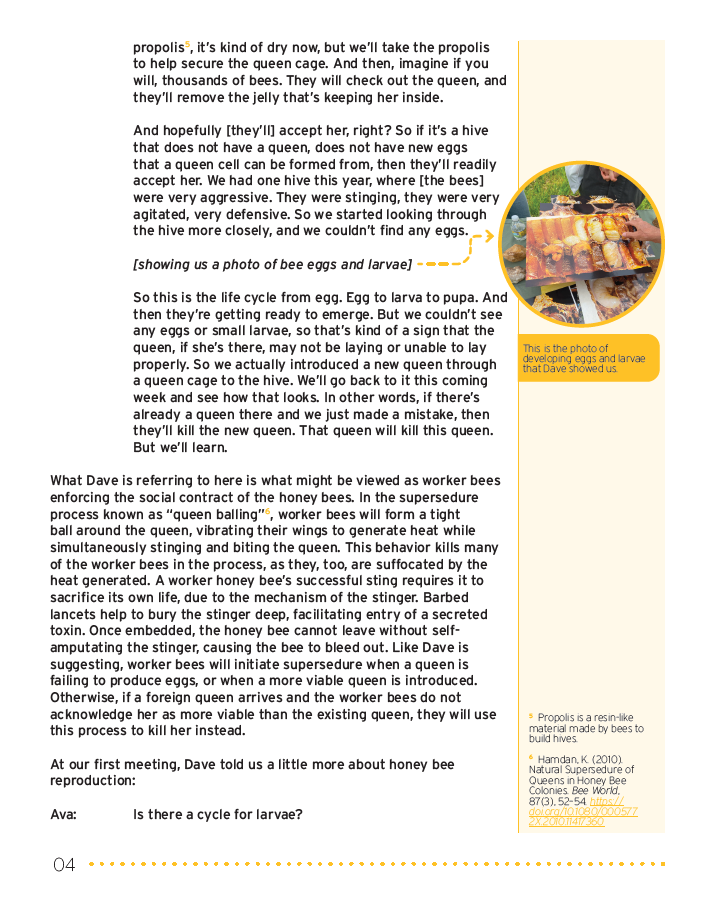 propolis⁵, it's kind of dry now, but we'll take the propolis
to help secure the queen cage. And then, imagine if you
will, thousands of bees. They will check out the queen, and
they'll remove the jelly that's keeping her inside.
And hopefully [they'll] accept her, right? So if it's a hive
that does not have a queen, does not have new eggs
that a queen cell can be formed from, then they'll readily
accept her. We had one hive this year, where [the bees]
were very aggressive. They were stinging, they were very
agitated, very defensive. So we started looking through
the hive more closely, and we couldn't find any eggs.
[showing us a photo of bee eggs and larvae]
So this is the life cycle from egg. Egg to larva to pupa. And
then they're getting ready to emerge. But we couldn't see
any eggs or small larvae, so that's kind of a sign that the
queen, if she's there, may not be laying or unable to lay
properly. So we actually introduced a new queen through
a queen cage to the hive. We'll go back to it this coming
week and see how that looks. In other words, if there's
already a queen there and we just made a mistake, then
they'll kill the new queen. That queen will kill this queen.
But we'll learn.
This is the photo of
developing eggs and larvae
that Dave showed us.
What Dave is referring to here is what might be viewed as worker bees
enforcing the social contract of the honey bees. In the supersedure
process known as "queen balling"⁶, worker bees will form a tight
ball around the queen, vibrating their wings to generate heat while
simultaneously stinging and biting the queen. This behavior kills many
of the worker bees in the process, as they, too, are suffocated by the
heat generated. A worker honey bee's successful sting requires it to
sacrifice its own life, due to the mechanism of the stinger. Barbed
lancets help to bury the stinger deep, facilitating entry of a secreted
toxin. Once embedded, the honey bee cannot leave without self-
amputating the stinger, causing the bee to bleed out. Like Dave is
suggesting, worker bees will initiate supersedure when a queen is
failing to produce eggs, or when a more viable queen is introduced.
Otherwise, if a foreign queen arrives and the worker bees do not
acknowledge her as more viable than the existing queen, they will use
this process to kill her instead.
At our first meeting, Dave told us a little more about honey bee
reproduction:
Ava: Is there a cycle for larvae?
⁵ Propolis is a resin-like
material made by bees to
build hives.
⁶ Hamdan, K. (2010).
Natural Supersedure of
Queens in Honey Bee
Colonies. Bee World,
87(3), 52–54. https://
doi.org/10.1080/000577
2X.2010.11417360
04